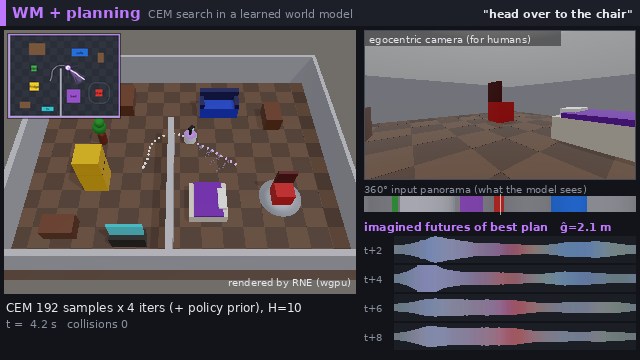 WM + planning CEM search in a learned world model "head over to the chair"
egocentric camera (for humans)
360° input panorama (what the model sees)
imagined futures of best plan ĝ=2.1 m
t+2
t+4
t+6
t+8
rendered by RNE (wgpu)
CEM 192 samples x 4 iters (+ policy prior), H=10
t = 4.2 s collisions 0